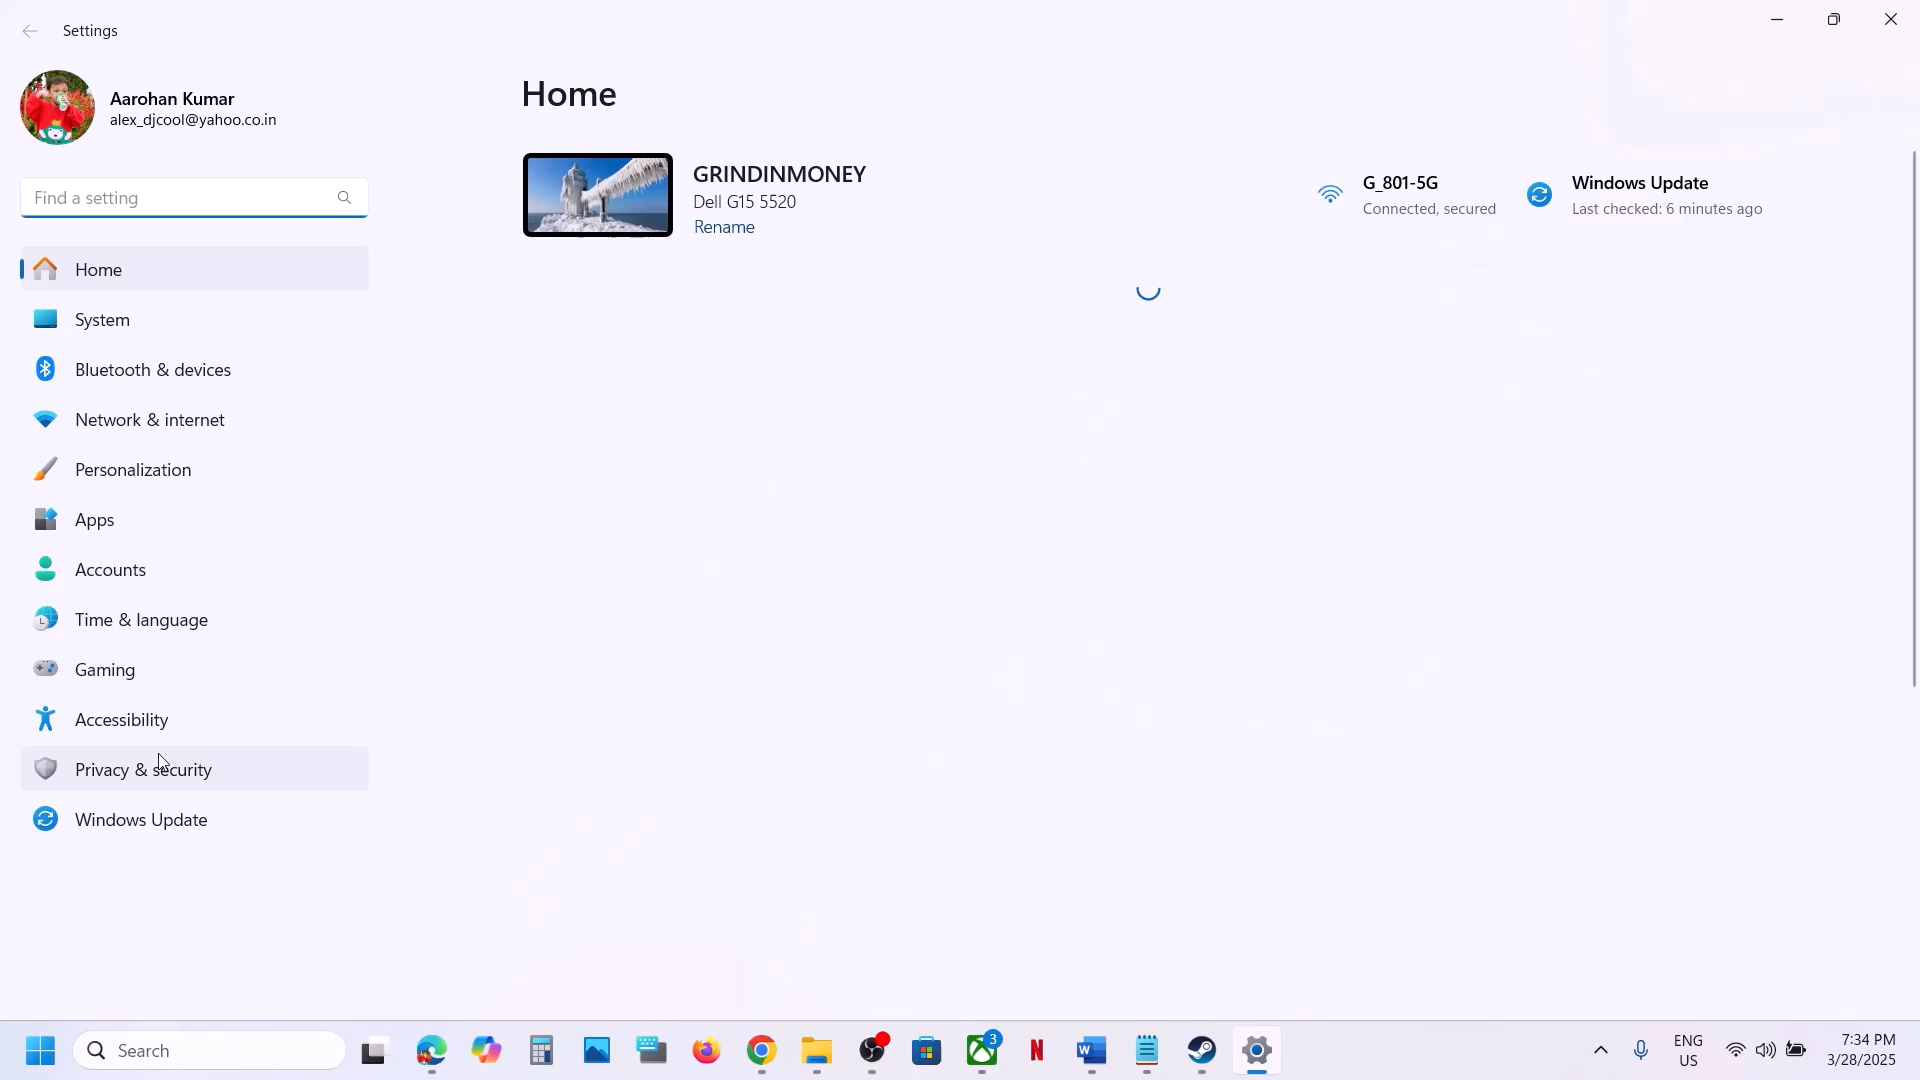 Settings
Aarohan Kumar
alex_djcool@yahoo.co.in
Find a setting
Home
System
Bluetooth & devices
Network & internet
Personalization
Apps
Accounts
Time & language
Gaming
Accessibility
Privacy & security
Windows Update
Home
GRINDINMONEY
Dell G15 5520
Rename
G_801-5G
Connected, secured
Windows Update
Last checked: 6 minutes ago
Search
3
N
W
ENG
US
7:34 PM
3/28/2025